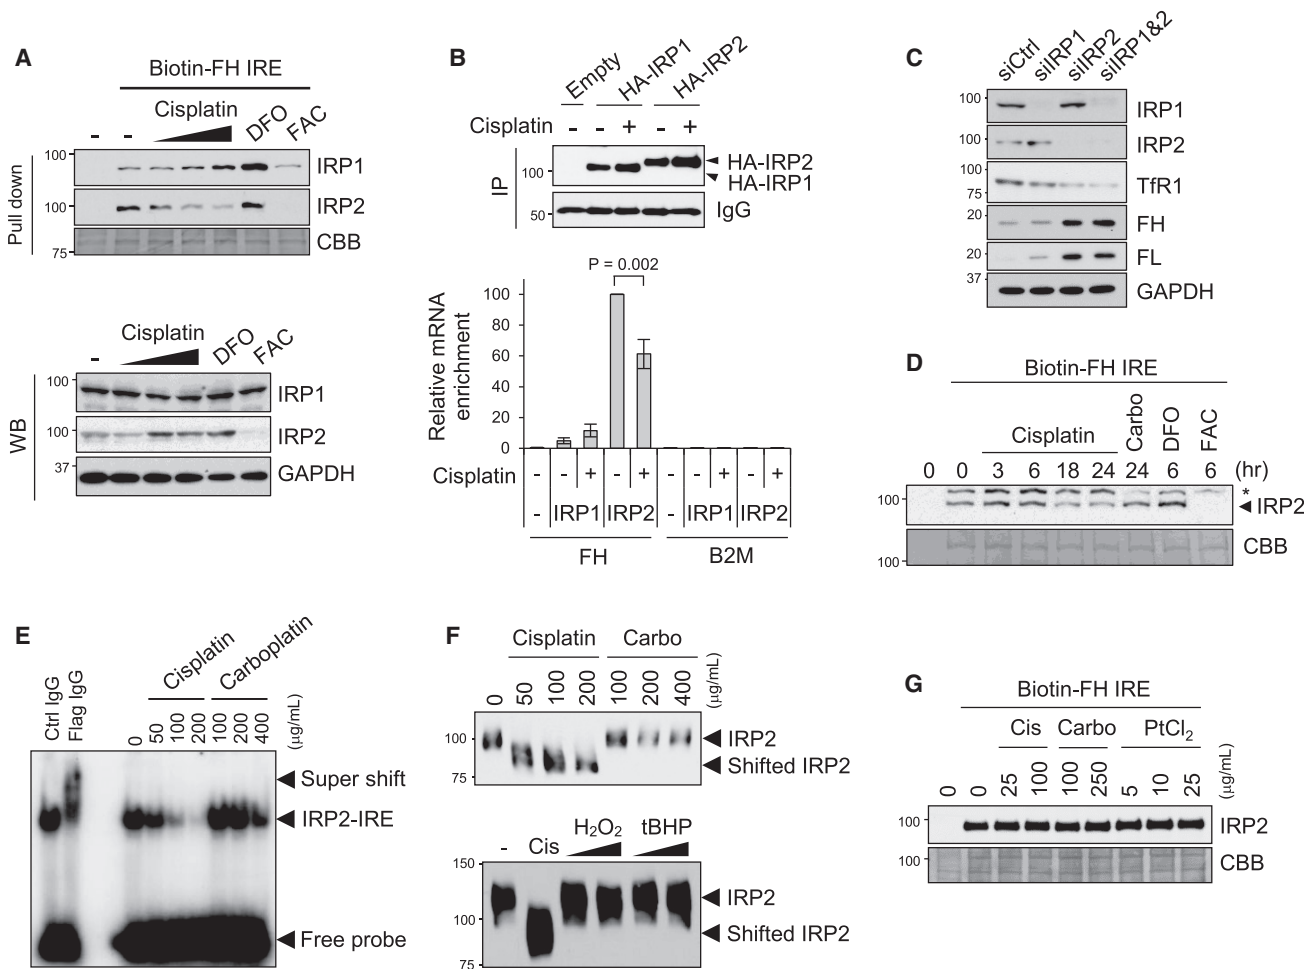 A
Biotin-FH IRE
Cisplatin
DFO
FAC
- -
Pull down
100
IRP1
100
IRP2
75
CBB
Cisplatin
DFO
FAC
-
WB
100
IRP1
100
IRP2
37
GAPDH
B
Empty
HA-IRP1
HA-IRP2
Cisplatin - - + - +
IP
100
HA-IRP2
HA-IRP1
50
IgG
P = 0.002
Relative mRNA enrichment
100
80
60
40
20
0
Cisplatin - - + - + - - + - +
- IRP1 IRP2 - IRP1 IRP2
FH B2M
C
siCtrl
siIRP1
siIRP2
siIRP1&2
100
IRP1
100
IRP2
100
75
TfR1
20
FH
20
FL
37
GAPDH
D
Biotin-FH IRE
Cisplatin
Carbo
DFO
FAC
0 0 3 6 18 24 24 6 6 (hr)
100
*
IRP2
100
CBB
E
Ctrl IgG
Flag IgG
Cisplatin
Carboplatin
0 50 100 200 100 200 400 (μg/mL)
Super shift
IRP2-IRE
Free probe
F
Cisplatin Carbo
0 50 100 200 100 200 400 (μg/mL)
100
IRP2
75
Shifted IRP2
- Cis H2O2 tBHP
150
IRP2
100
Shifted IRP2
75
G
Biotin-FH IRE
Cis Carbo PtCl2
0 0 25 100 100 250 5 10 25 (μg/mL)
100
IRP2
100
CBB